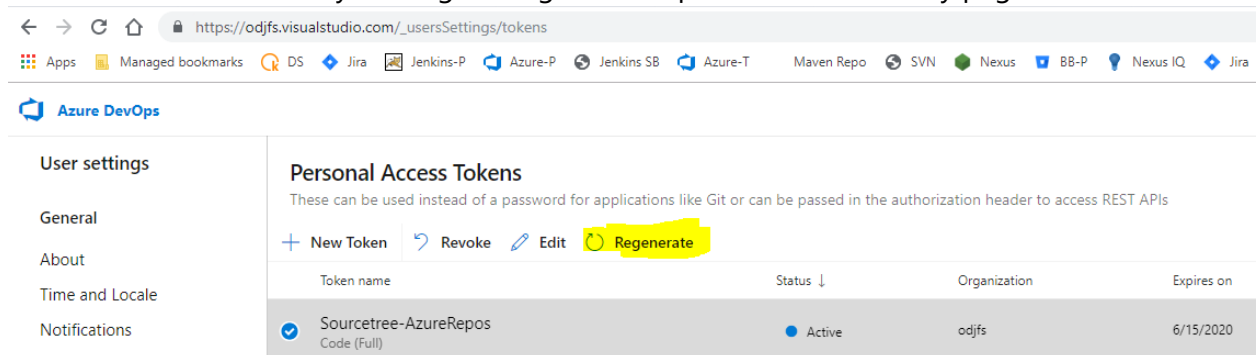 https://odjfs.visualstudio.com/_usersSettings/tokens
Apps Managed bookmarks DS Jira Jenkins-P Azure-P Jenkins SB Azure-T Maven Repo SVN Nexus BB-P Nexus IQ Jira
Azure DevOps
User settings
Personal Access Tokens
These can be used instead of a password for applications like Git or can be passed in the authorization header to access REST APIs
General
New Token Revoke Edit Regenerate
About
Token name Status ↓ Organization Expires on
Time and Locale
Notifications
Sourcetree-AzureRepos Active odjfs 6/15/2020
Code (Full)